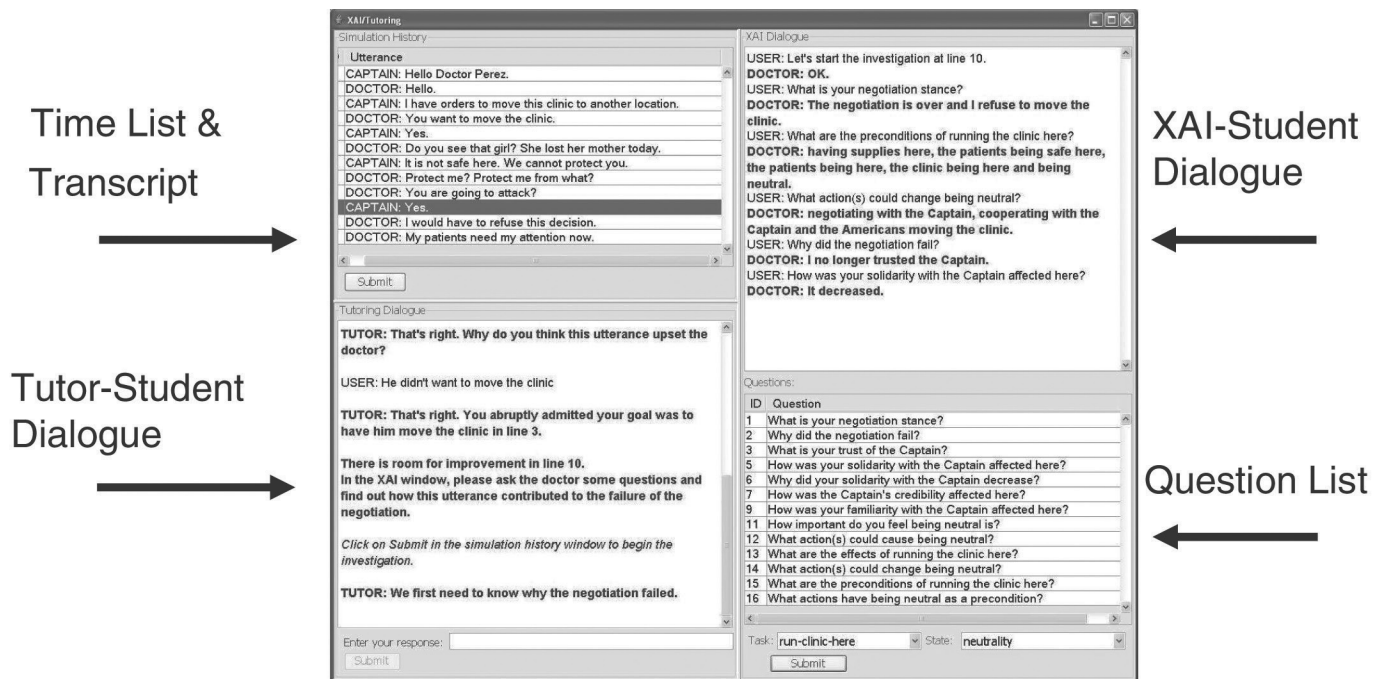 Time List &
Transcript
Tutor-Student
Dialogue
XAI/Tutoring
Simulation History
Utterance
CAPTAIN: Hello Doctor Perez.
DOCTOR: Hello.
CAPTAIN: I have orders to move this clinic to another location.
DOCTOR: You want to move the clinic.
CAPTAIN: Yes.
DOCTOR: Do you see that girl? She lost her mother today.
CAPTAIN: It is not safe here. We cannot protect you.
DOCTOR: Protect me? Protect me from what?
DOCTOR: You are going to attack?
CAPTAIN: Yes.
DOCTOR: I would have to refuse this decision.
DOCTOR: My patients need my attention now.
Submit
Tutoring Dialogue
TUTOR: That's right. Why do you think this utterance upset the
doctor?
USER: He didn't want to move the clinic
TUTOR: That's right. You abruptly admitted your goal was to
have him move the clinic in line 3.
There is room for improvement in line 10.
In the XAI window, please ask the doctor some questions and
find out how this utterance contributed to the failure of the
negotiation.
Click on Submit in the simulation history window to begin the
investigation.
TUTOR: We first need to know why the negotiation failed.
Enter your response:
Submit
XAI Dialogue
USER: Let's start the investigation at line 10.
DOCTOR: OK.
USER: What is your negotiation stance?
DOCTOR: The negotiation is over and I refuse to move the
clinic.
USER: What are the preconditions of running the clinic here?
DOCTOR: having supplies here, the patients being safe here,
the patients being here, the clinic being here and being
neutral.
USER: What action(s) could change being neutral?
DOCTOR: negotiating with the Captain, cooperating with the
Captain and the Americans moving the clinic.
USER: Why did the negotiation fail?
DOCTOR: I no longer trusted the Captain.
USER: How was your solidarity with the Captain affected here?
DOCTOR: It decreased.
Questions:
ID Question
1 What is your negotiation stance?
2 Why did the negotiation fail?
3 What is your trust of the Captain?
5 How was your solidarity with the Captain affected here?
6 Why did your solidarity with the Captain decrease?
7 How was the Captain's credibility affected here?
9 How was your familiarity with the Captain affected here?
11 How important do you feel being neutral is?
12 What action(s) could cause being neutral?
13 What are the effects of running the clinic here?
14 What action(s) could change being neutral?
15 What are the preconditions of running the clinic here?
16 What actions have being neutral as a precondition?
Task: run-clinic-here State: neutrality
Submit
XAI-Student
Dialogue
Question List